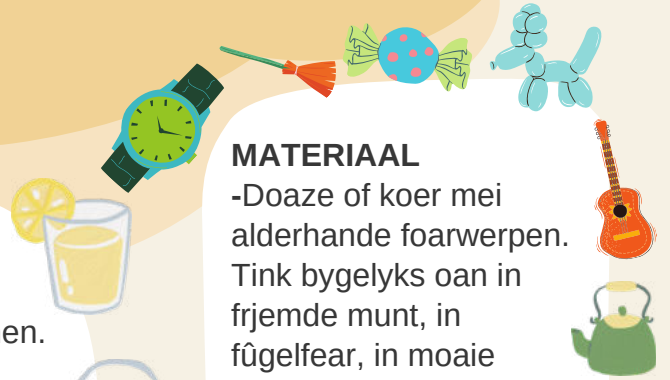 MATERIAAL
-Doaze of koer mei
alderhande foarwerpen.
Tink bygelyks oan in
frjemde munt, in
fûgelfear, in moaie
en.